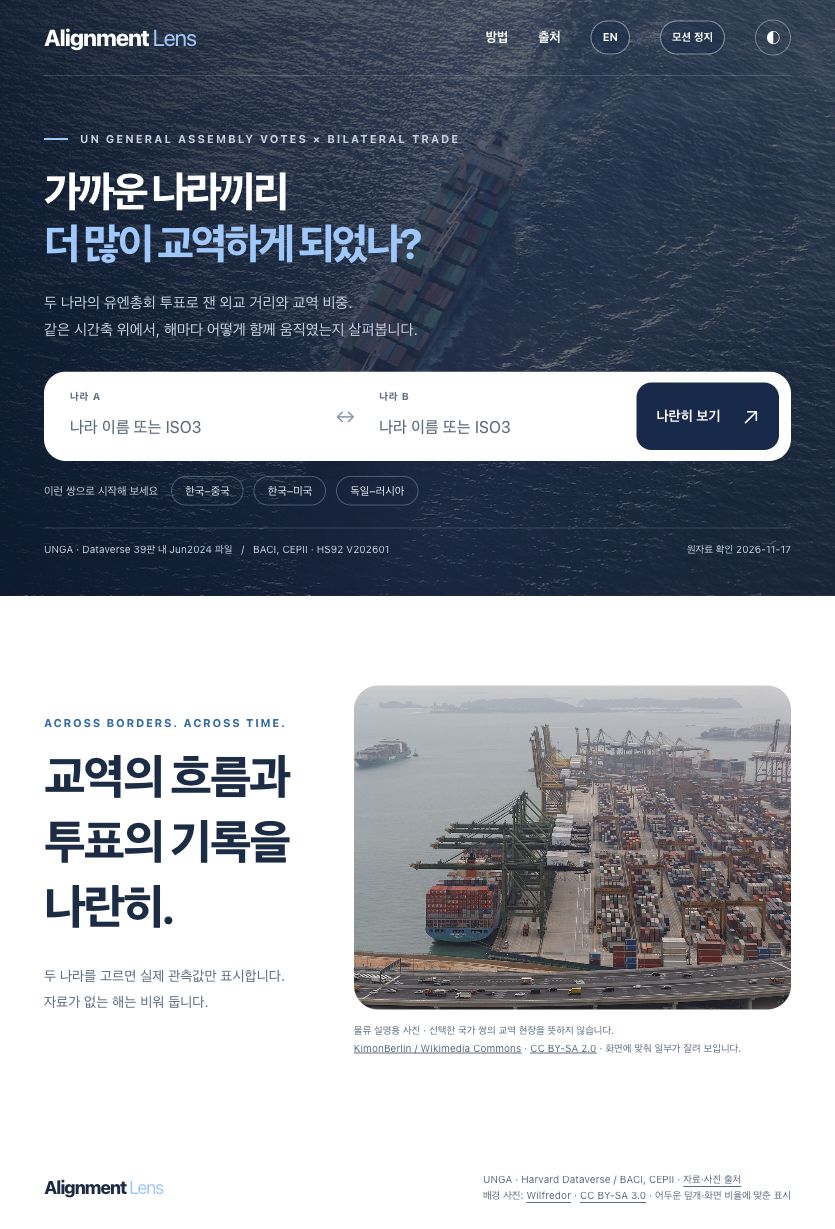 Alignment Lens
방법 출처 EN 모션 정지
UN GENERAL ASSEMBLY VOTES × BILATERAL TRADE
가까운 나라끼리
더 많이 교역하게 되었나?
두 나라의 유엔총회 투표로 잰 외교 거리와 교역 비중.
같은 시간축 위에서, 해마다 어떻게 함께 움직였는지 살펴봅니다.
나라 A
나라 이름 또는 ISO3
나라 B
나라 이름 또는 ISO3
나란히 보기
이런 쌍으로 시작해 보세요 한국–중국 한국–미국 독일–러시아
UNGA · Dataverse 39판 내 Jun2024 파일 / BACI, CEPII · HS92 V202601
원자료 확인 2026-11-17
ACROSS BORDERS. ACROSS TIME.
교역의 흐름과
투표의 기록을
나란히.
두 나라를 고르면 실제 관측값만 표시합니다.
자료가 없는 해는 비워 둡니다.
물류 설명용 사진 · 선택한 국가 쌍의 교역 현장을 뜻하지 않습니다.
KimonBerlin / Wikimedia Commons · CC BY-SA 2.0 · 화면에 맞춰 일부가 잘려 보입니다.
Alignment Lens
UNGA · Harvard Dataverse / BACI, CEPII · 자료·사진 출처
배경 사진: Wilfredor · CC BY-SA 3.0 · 어두운 덮개·화면 비율에 맞춘 표시